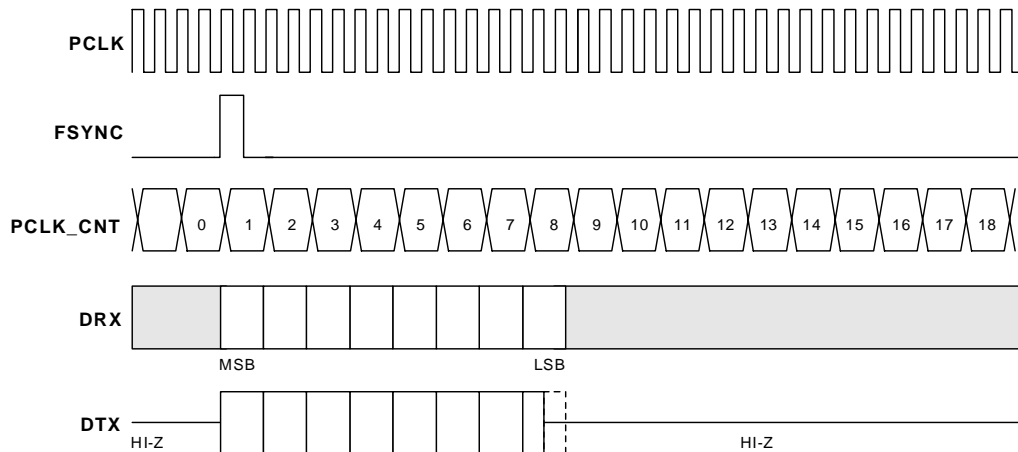 PCLK
FSYNC
PCLK_CNT 0 1 2 3 4 5 6 7 8 9 10 11 12 13 14 15 16 17 18
DRX
MSB LSB
DTX
HI-Z HI-Z